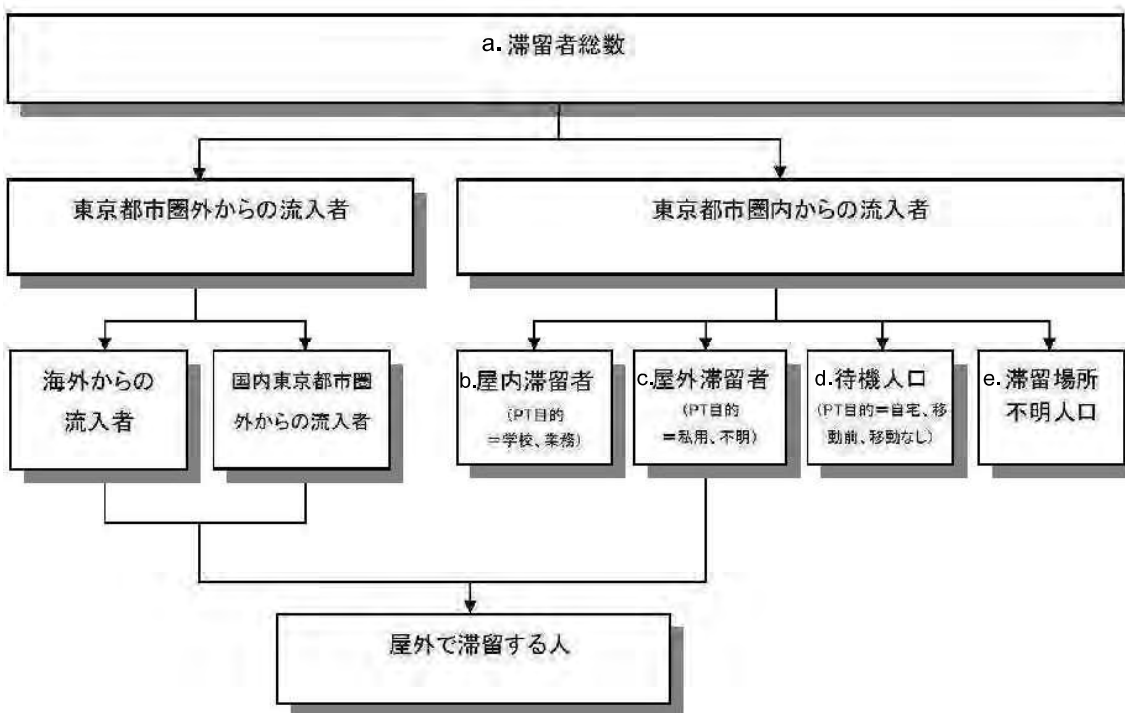 a.滞留者総数
東京都市圏外からの流入者
東京都市圏内からの流入者
海外からの
流入者
国内東京都市圏
外からの流入者
b.屋内滞留者
(PT目的
=学校、業務)
c.屋外滞留者
(PT目的
=私用、不明)
d.待機人口
(PT目的=自宅、移
動前、移動なし)
e.滞留場所
不明人口
屋外で滞留する人